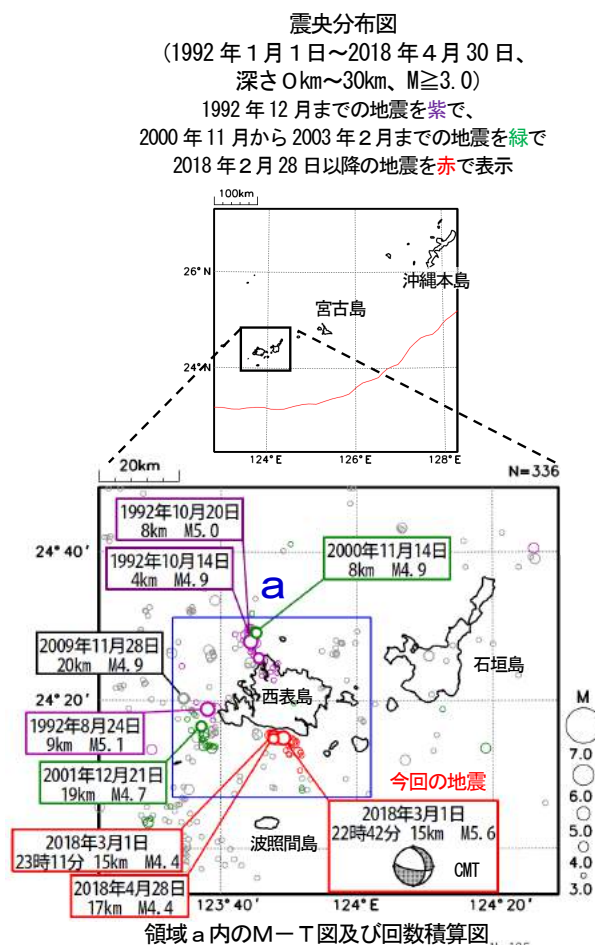 震央分布図
(1992年1月1日~2018年4月30日、
深さ0km~30km、M≧3.0)
1992年12月までの地震を紫で、
2000年11月から2003年2月までの地震を緑で
2018年2月28日以降の地震を赤で表示
100km
26°N
沖縄本島
宮古島
24°N
124°E
126°E
128°E
20km
N=336
1992年10月20日
8km M5.0
24°40′
1992年10月14日
4km M4.9
2000年11月14日
8km M4.9
a
2009年11月28日
20km M4.9
石垣島
24°20′
西表島
1992年8月24日
9km M5.1
M
7.0
6.0
5.0
4.0
3.0
2001年12月21日
19km M4.7
今回の地震
2018年3月1日
22時42分 15km M5.6
CMT
2018年3月1日
23時11分 15km M4.4
波照間島
2018年4月28日
17km M4.4
123°40′
124°E
124°20′
領域a内のM-T図及び回数積算図